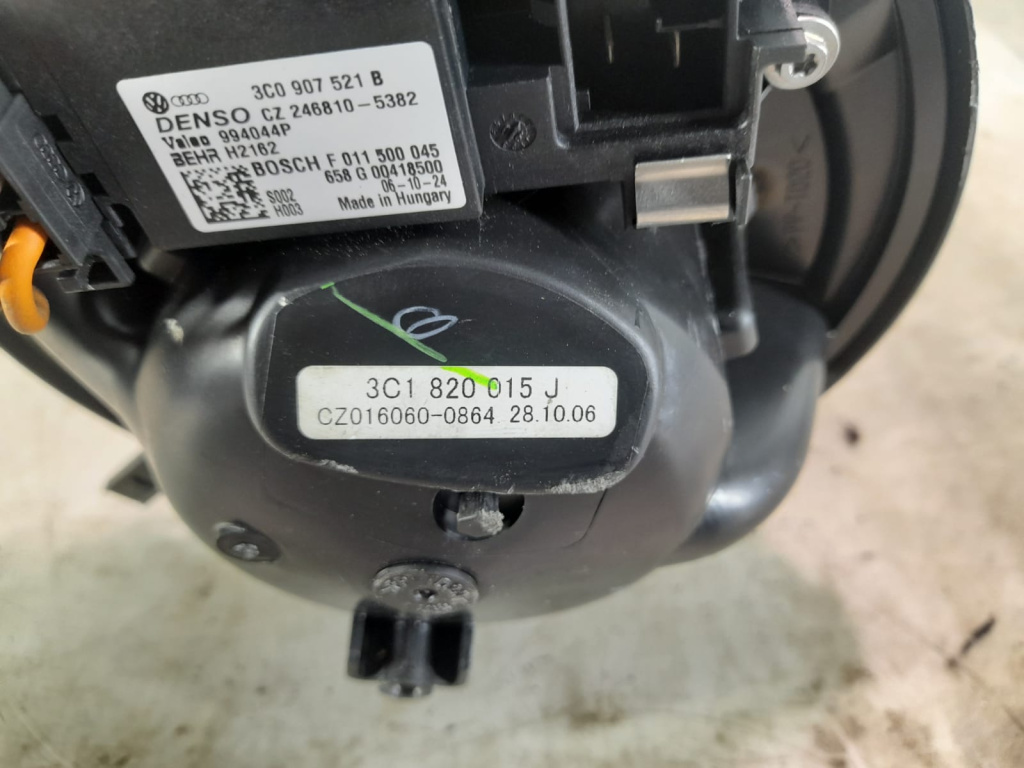 3C0 907 521 B
DENSO CZ 246810-5382
Valeo 994044P
BEHR H2162
BOSCH F 011 500 045
658 G 00418500
06-10-24
S002
H003
Made in Hungary
8
3C1 820 015 J
CZ016060-0864 28.10.06